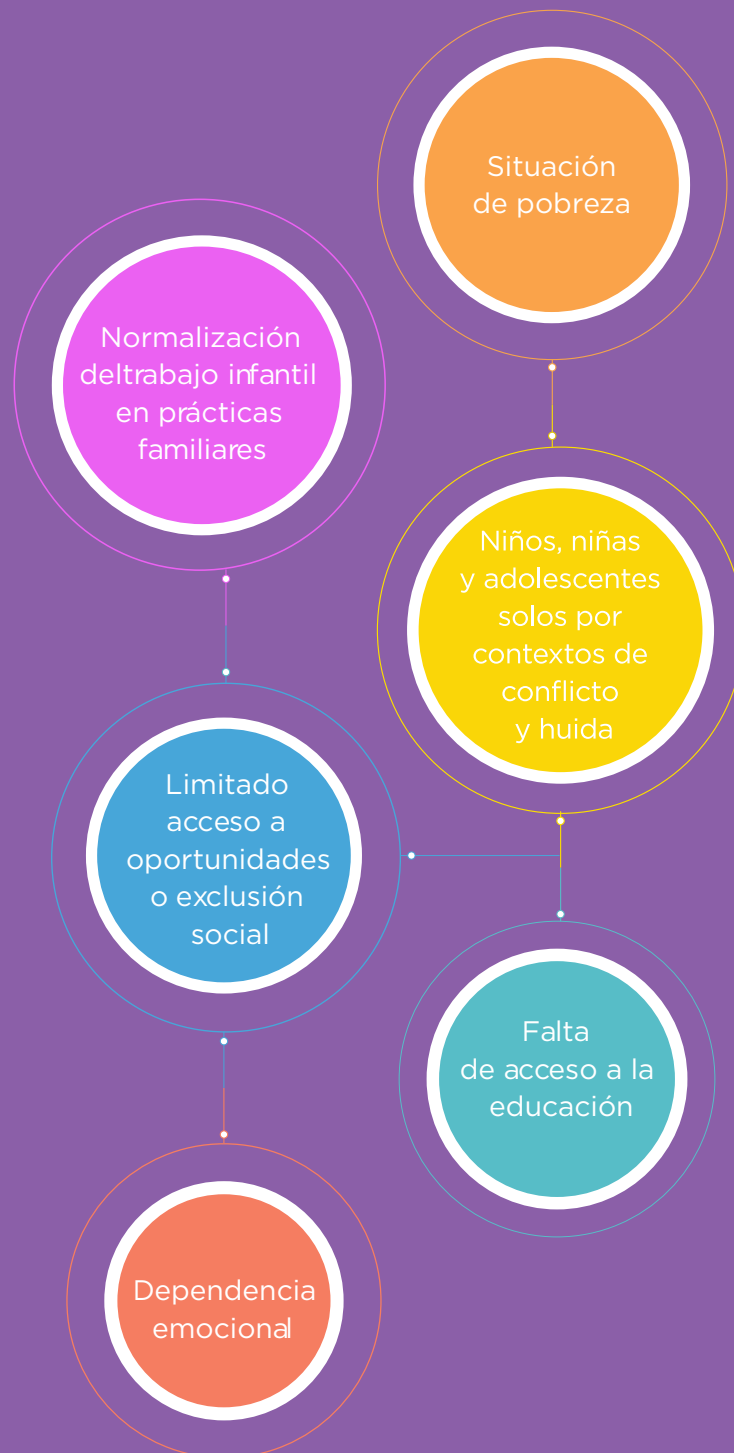 Situación
de pobreza
Normalización
deltrabajo infantil
en prácticas
familiares
Niños, niñas
y adolescentes
solos por
contextos de
conflicto
y huida
Limitado
acceso a
oportunidades
o exclusión
social
Falta
de acceso a la
educación
Dependencia
emocional